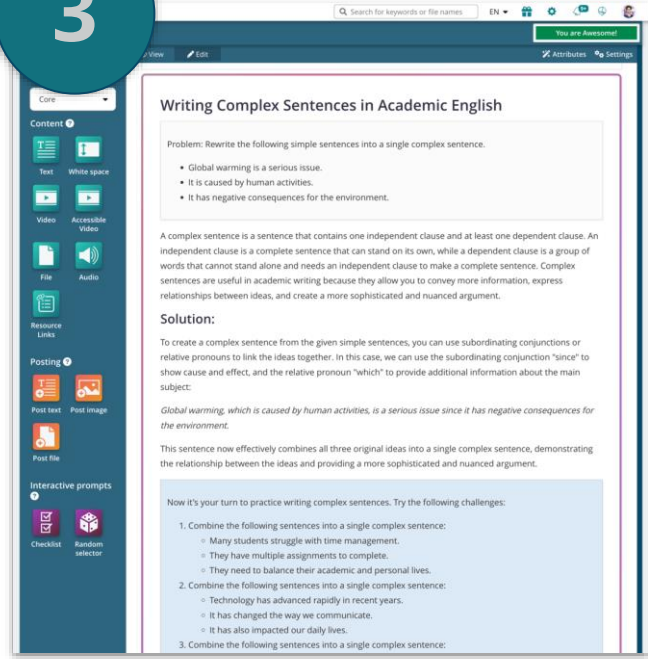 3
Search for keywords or file names
EN
You are Awesome!
View
Edit
Attributes
Settings
Core
Content
Text
White space
Video
Accessible
Video
File
Audio
Resource
Links
Posting
Post text
Post image
Post file
Interactive prompts
Checklist
Random
selector
Writing Complex Sentences in Academic English
Problem: Rewrite the following simple sentences into a single complex sentence.
• Global warming is a serious issue.
• It is caused by human activities.
• It has negative consequences for the environment.
A complex sentence is a sentence that contains one independent clause and at least one dependent clause. An
independent clause is a complete sentence that can stand on its own, while a dependent clause is a group of
words that cannot stand alone and needs an independent clause to make a complete sentence. Complex
sentences are useful in academic writing because they allow you to convey more information, express
relationships between ideas, and create a more sophisticated and nuanced argument.
Solution:
To create a complex sentence from the given simple sentences, you can use subordinating conjunctions or
relative pronouns to link the ideas together. In this case, we can use the subordinating conjunction "since" to
show cause and effect, and the relative pronoun "which" to provide additional information about the main
subject:
Global warming, which is caused by human activities, is a serious issue since it has negative consequences for
the environment.
This sentence now effectively combines all three original ideas into a single complex sentence, demonstrating
the relationship between the ideas and providing a more sophisticated and nuanced argument.
Now it's your turn to practice writing complex sentences. Try the following challenges:
1. Combine the following sentences into a single complex sentence:
◦ Many students struggle with time management.
◦ They have multiple assignments to complete.
◦ They need to balance their academic and personal lives.
2. Combine the following sentences into a single complex sentence:
◦ Technology has advanced rapidly in recent years.
◦ It has changed the way we communicate.
◦ It has also impacted our daily lives.
3. Combine the following sentences into a single complex sentence: